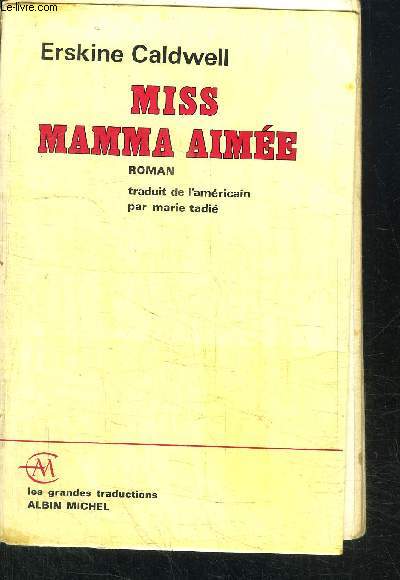 Le-livre.com
Erskine Caldwell
MISS
MAMMA AIMÉE
ROMAN
traduit de l'américain
par marie tadié
AM
les grandes traductions
ALBIN MICHEL